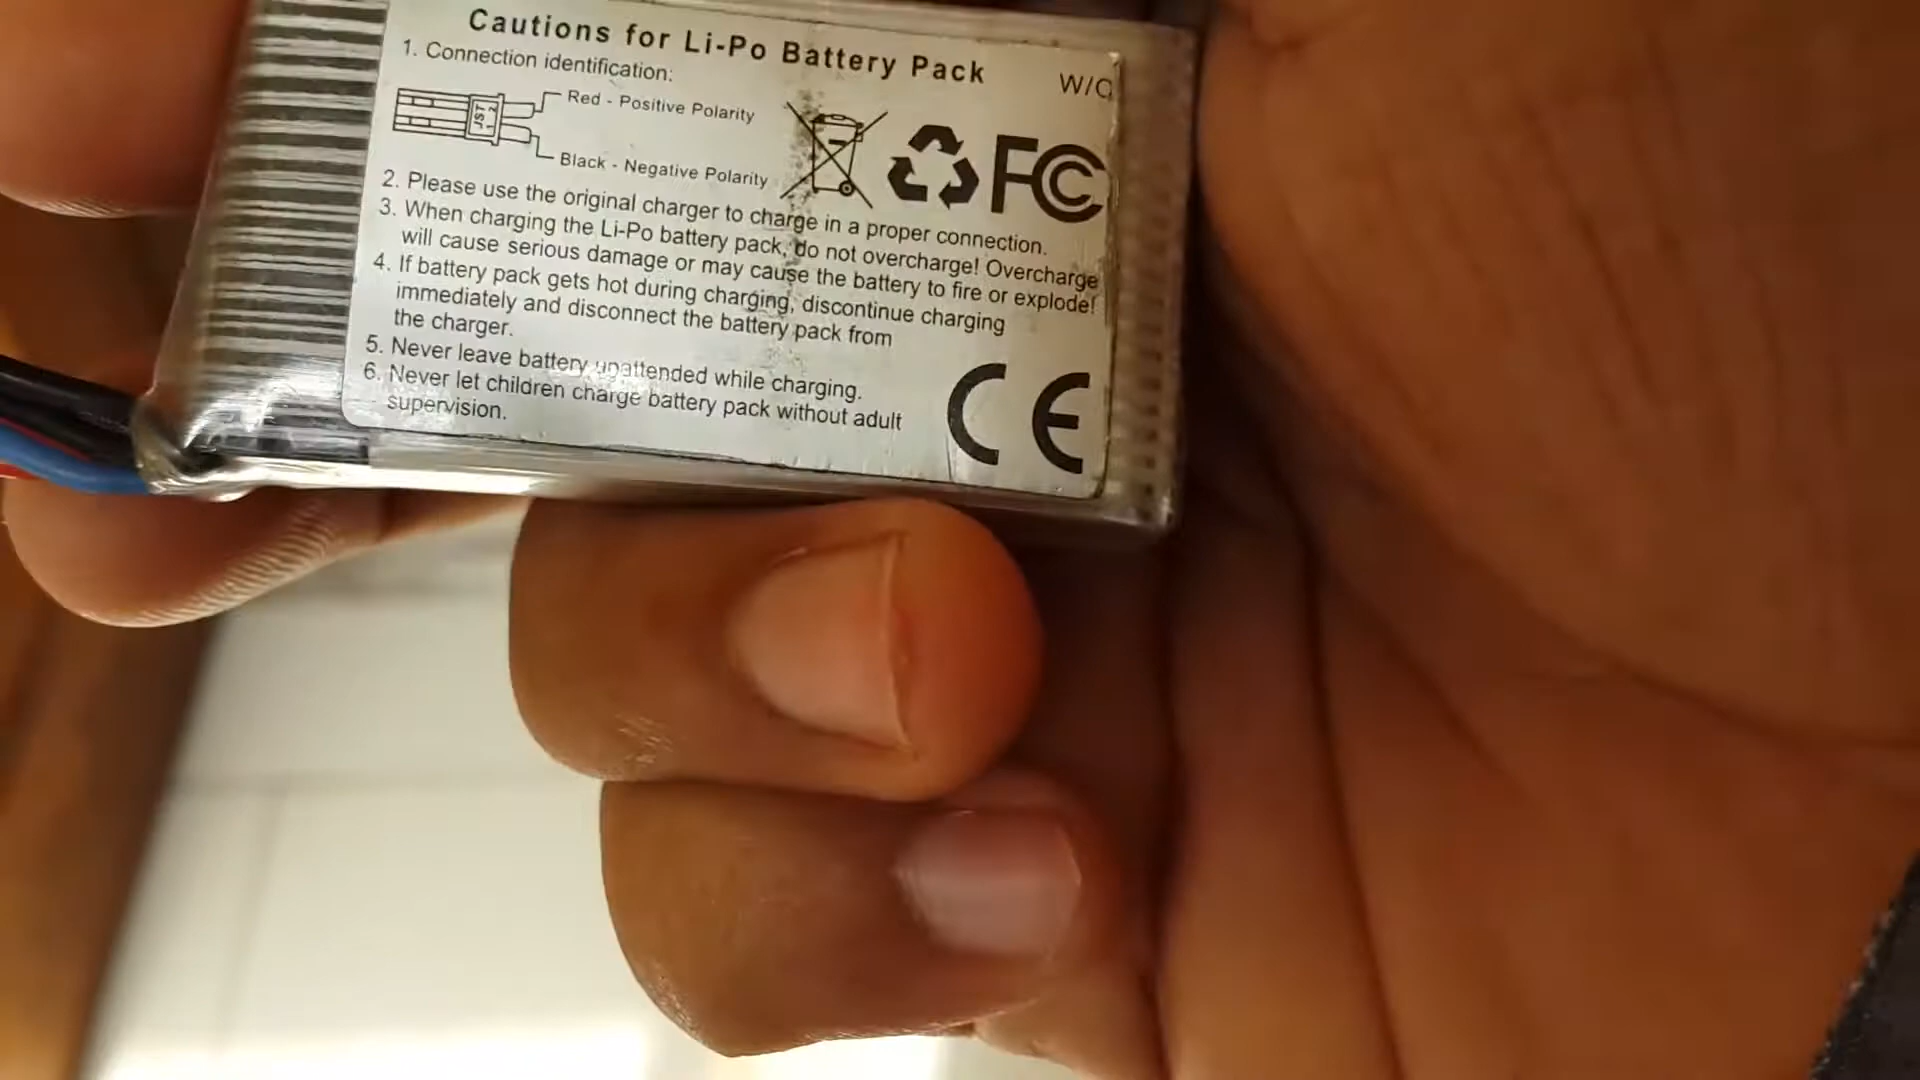 Cautions for Li-Po Battery Pack
W/C
1. Connection identification:
JST
1 2
Red - Positive Polarity
Black - Negative Polarity
FC
2. Please use the original charger to charge in a proper connection.
3. When charging the Li-Po battery pack, do not overcharge! Overcharge
will cause serious damage or may cause the battery to fire or explode!
4. If battery pack gets hot during charging, discontinue charging
immediately and disconnect the battery pack from
the charger.
5. Never leave battery unattended while charging.
6. Never let children charge battery pack without adult
supervision.
CE